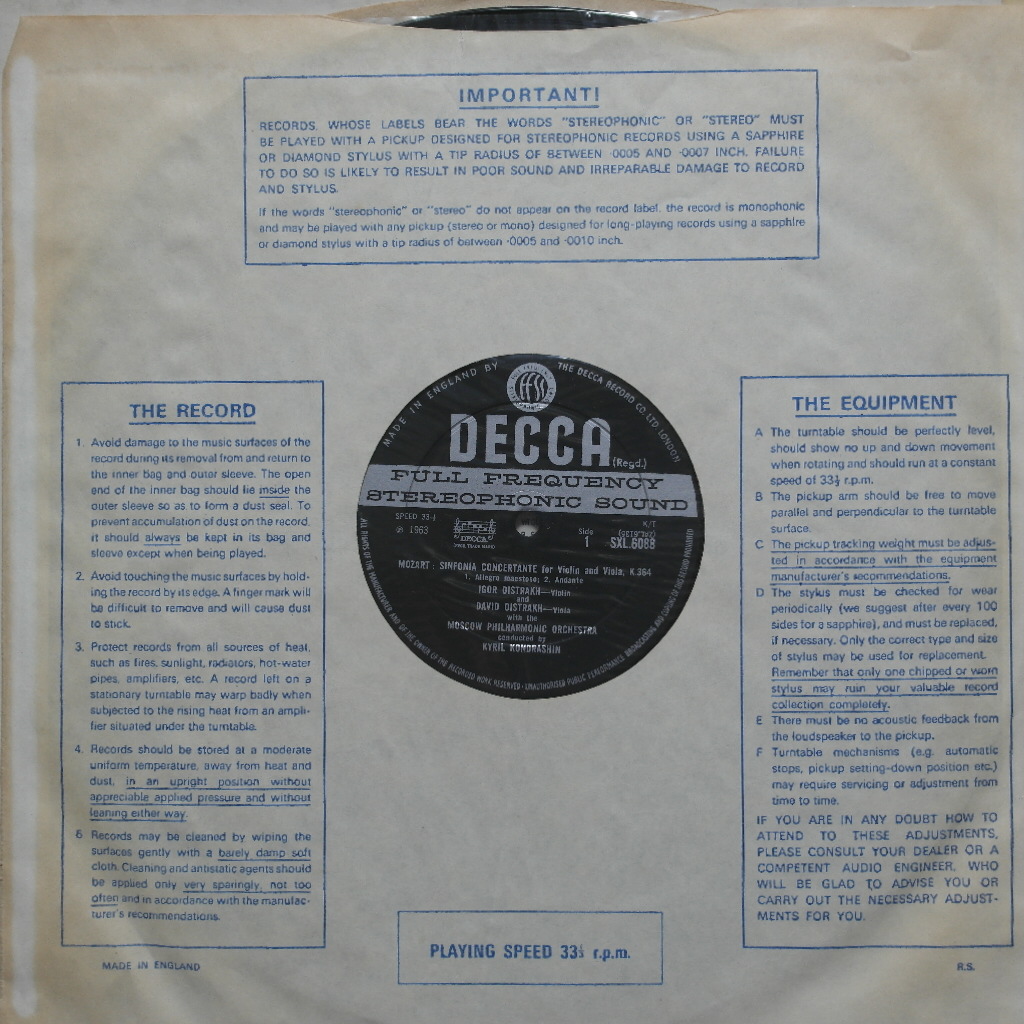 IMPORTANT!
RECORDS, WHOSE LABELS BEAR THE WORDS "STEREOPHONIC" OR "STEREO" MUST
BE PLAYED WITH A PICKUP DESIGNED FOR STEREOPHONIC RECORDS USING A SAPPHIRE
OR DIAMOND STYLUS WITH A TIP RADIUS OF BETWEEN ·0005 AND ·0007 INCH. FAILURE
TO DO SO IS LIKELY TO RESULT IN POOR SOUND AND IRREPARABLE DAMAGE TO RECORD
AND STYLUS.
If the words "stereophonic" or "stereo" do not appear on the record label, the record is monophonic
and may be played with any pickup (stereo or mono) designed for long-playing records using a sapphire
or diamond stylus with a tip radius of between ·0005 and ·0010 inch.
THE RECORD
1. Avoid damage to the music surfaces of the
record during its removal from and return to
the inner bag and outer sleeve. The open
end of the inner bag should lie inside the
outer sleeve so as to form a dust seal. To
prevent accumulation of dust on the record,
it should always be kept in its bag and
sleeve except when being played.
2. Avoid touching the music surfaces by hold-
ing the record by its edge. A finger mark will
be difficult to remove and will cause dust
to stick.
3. Protect records from all sources of heat,
such as fires, sunlight, radiators, hot-water
pipes, amplifiers, etc. A record left on a
stationary turntable may warp badly when
subjected to the rising heat from an ampli-
fier situated under the turntable.
4. Records should be stored at a moderate
uniform temperature, away from heat and
dust, in an upright position without
appreciable applied pressure and without
leaning either way.
5 Records may be cleaned by wiping the
surfaces gently with a barely damp soft
cloth. Cleaning and antistatic agents should
be applied only very sparingly, not too
often and in accordance with the manufac-
turer's recommendations.
MADE IN ENGLAND
MADE IN ENGLAND BY
THE DECCA RECORD CO LTD. LONDON
ffss
DECCA
(Regd.)
FULL FREQUENCY
STEREOPHONIC SOUND
SPEED 33⅓
℗ 1963
DECCA
Side
1
K/T
SXL.6088
MOZART : SINFONIA CONCERTANTE for Violin and Viola, K.364
1. Allegro maestoso; 2. Andante
IGOR OISTRAKH—Violin
and
DAVID OISTRAKH—Viola
with the
MOSCOW PHILHARMONIC ORCHESTRA
conducted by
KYRIL KONDRASHIN
ALL RIGHTS OF THE MANUFACTURER AND OF THE OWNER OF THE RECORDED WORK RESERVED · UNAUTHORISED PUBLIC PERFORMANCE BROADCASTING AND COPYING OF THIS RECORD PROHIBITED
THE EQUIPMENT
A The turntable should be perfectly level,
should show no up and down movement
when rotating and should run at a constant
speed of 33⅓ r.p.m.
B The pickup arm should be free to move
parallel and perpendicular to the turntable
surface.
C The pickup tracking weight must be adjus-
ted in accordance with the equipment
manufacturer's recommendations.
D The stylus must be checked for wear
periodically (we suggest after every 100
sides for a sapphire), and must be replaced,
if necessary. Only the correct type and size
of stylus may be used for replacement.
Remember that only one chipped or worn
stylus may ruin your valuable record
collection completely.
E There must be no acoustic feedback from
the loudspeaker to the pickup.
F Turntable mechanisms (e.g. automatic
stops, pickup setting-down position etc.)
may require servicing or adjustment from
time to time.
IF YOU ARE IN ANY DOUBT HOW TO
ATTEND TO THESE ADJUSTMENTS,
PLEASE CONSULT YOUR DEALER OR A
COMPETENT AUDIO ENGINEER, WHO
WILL BE GLAD TO ADVISE YOU OR
CARRY OUT THE NECESSARY ADJUST-
MENTS FOR YOU.
R.S.
PLAYING SPEED 33⅓ r.p.m.